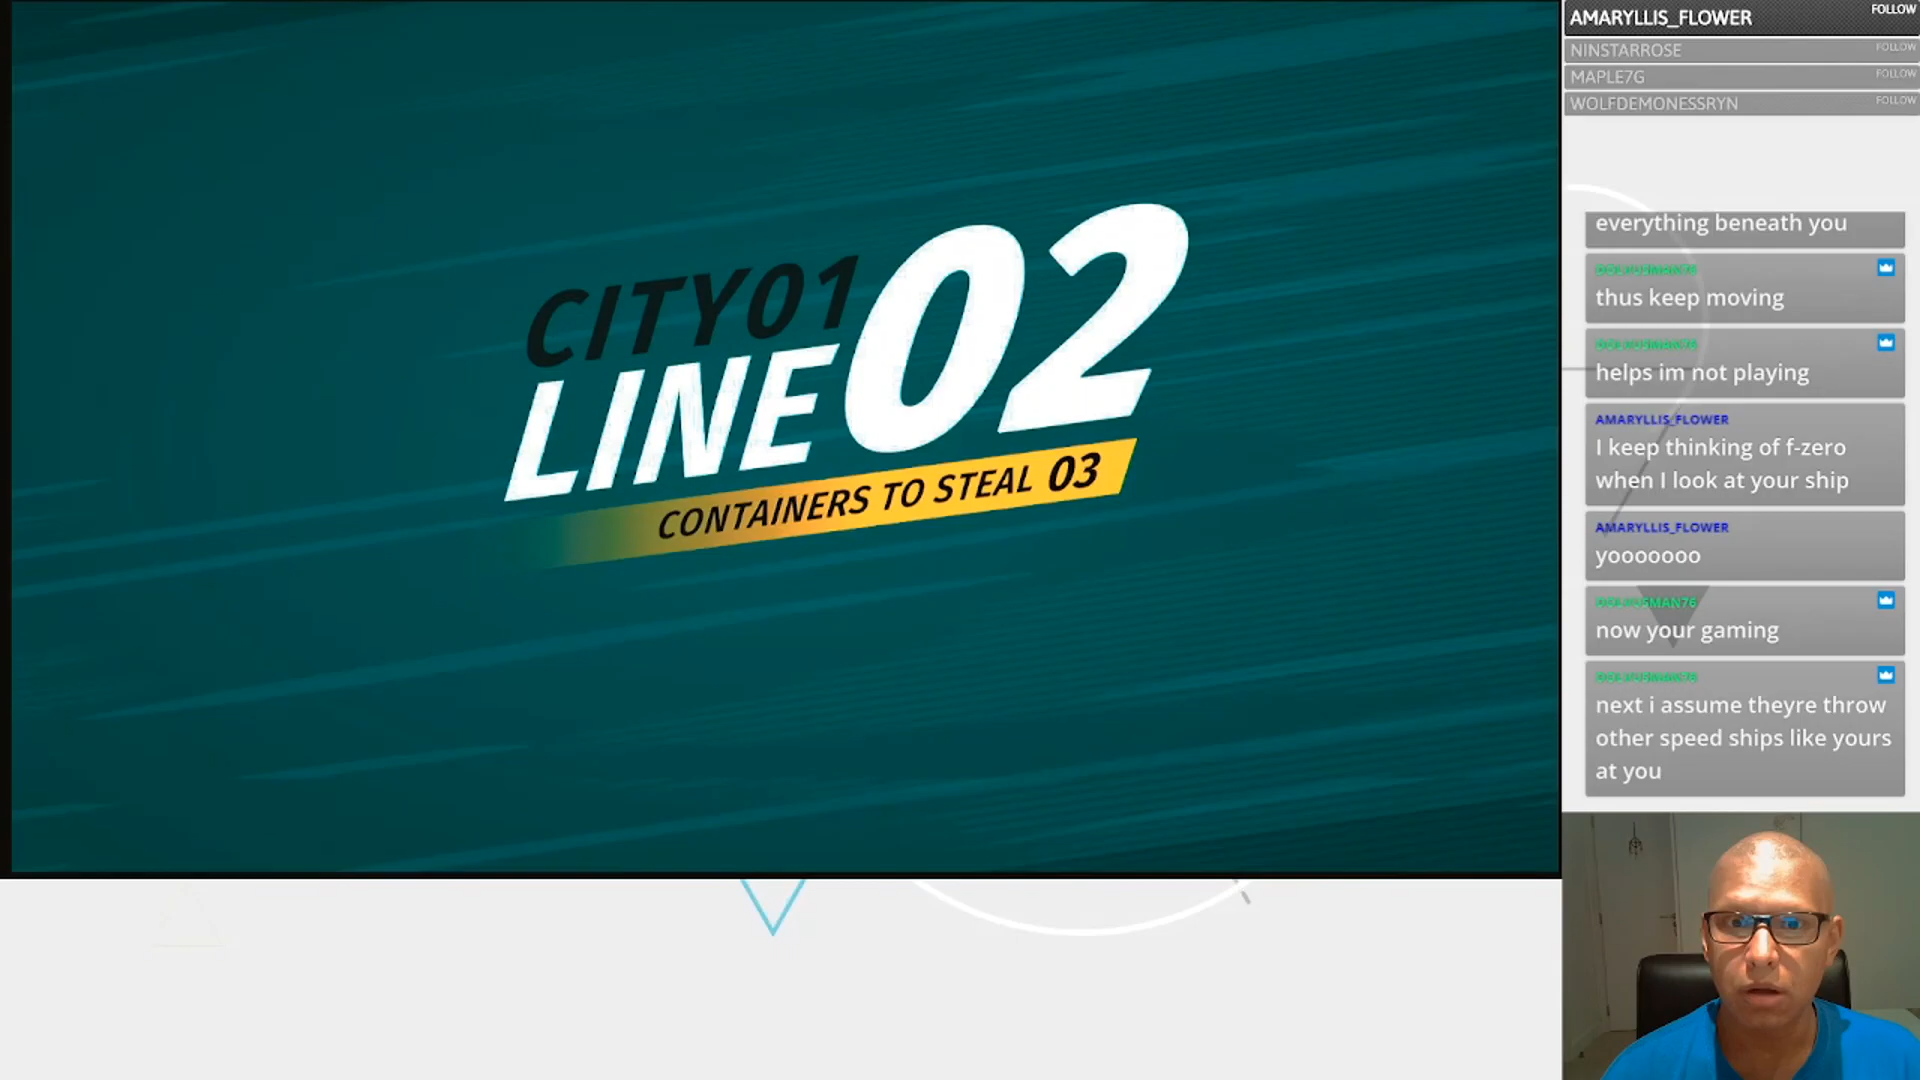 CITY01
LINE 02
CONTAINERS TO STEAL 03
AMARYLLIS_FLOWER FOLLOW
NINSTARROSE FOLLOW
MAPLE7G FOLLOW
WOLFDEMONESSRYN FOLLOW
everything beneath you
thus keep moving
helps im not playing
AMARYLLIS_FLOWER
I keep thinking of f-zero
when I look at your ship
AMARYLLIS_FLOWER
yooooooo
now your gaming
next i assume theyre throw
other speed ships like yours
at you